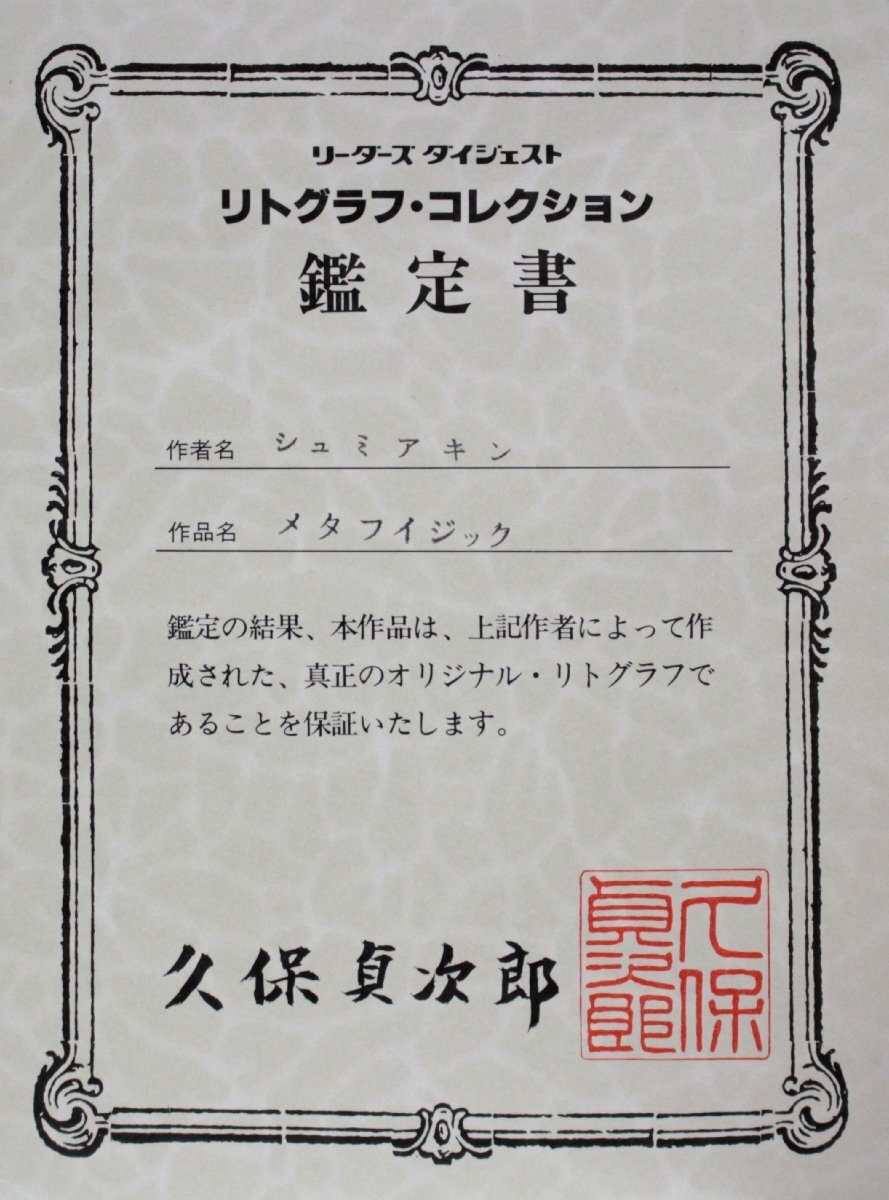 リーダーズ ダイジェスト
リトグラフ・コレクション
鑑定書
作者名 シュミアキン
作品名 メタフイジック
鑑定の結果、本作品は、上記作者によって作
成された、真正のオリジナル・リトグラフで
あることを保証いたします。
久保貞次郎
久保
貞次郎